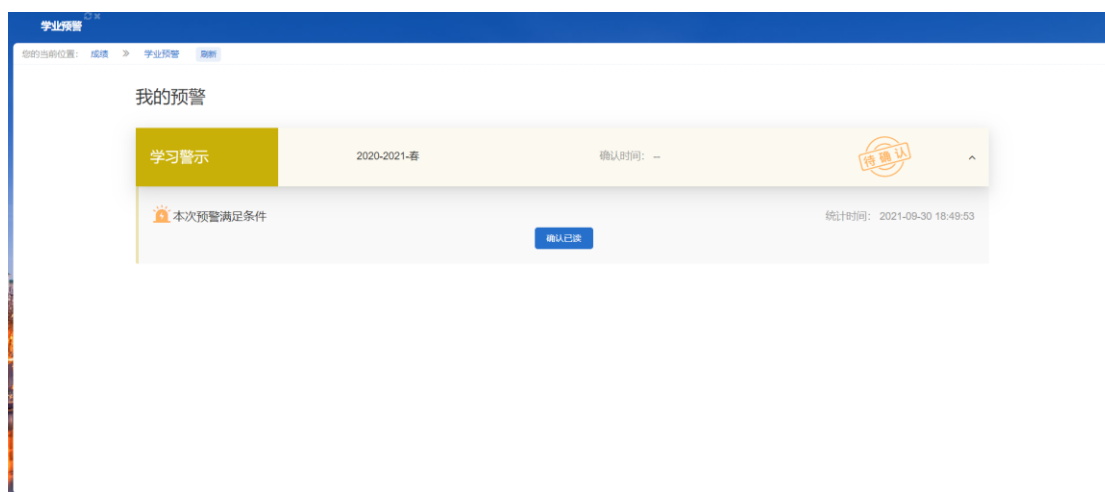 学业预警
您的当前位置： 成绩 » 学业预警 刷新
我的预警
学习警示 2020-2021-春 确认时间： -- 待确认
本次预警满足条件 统计时间： 2021-09-30 18:49:53
确认已读